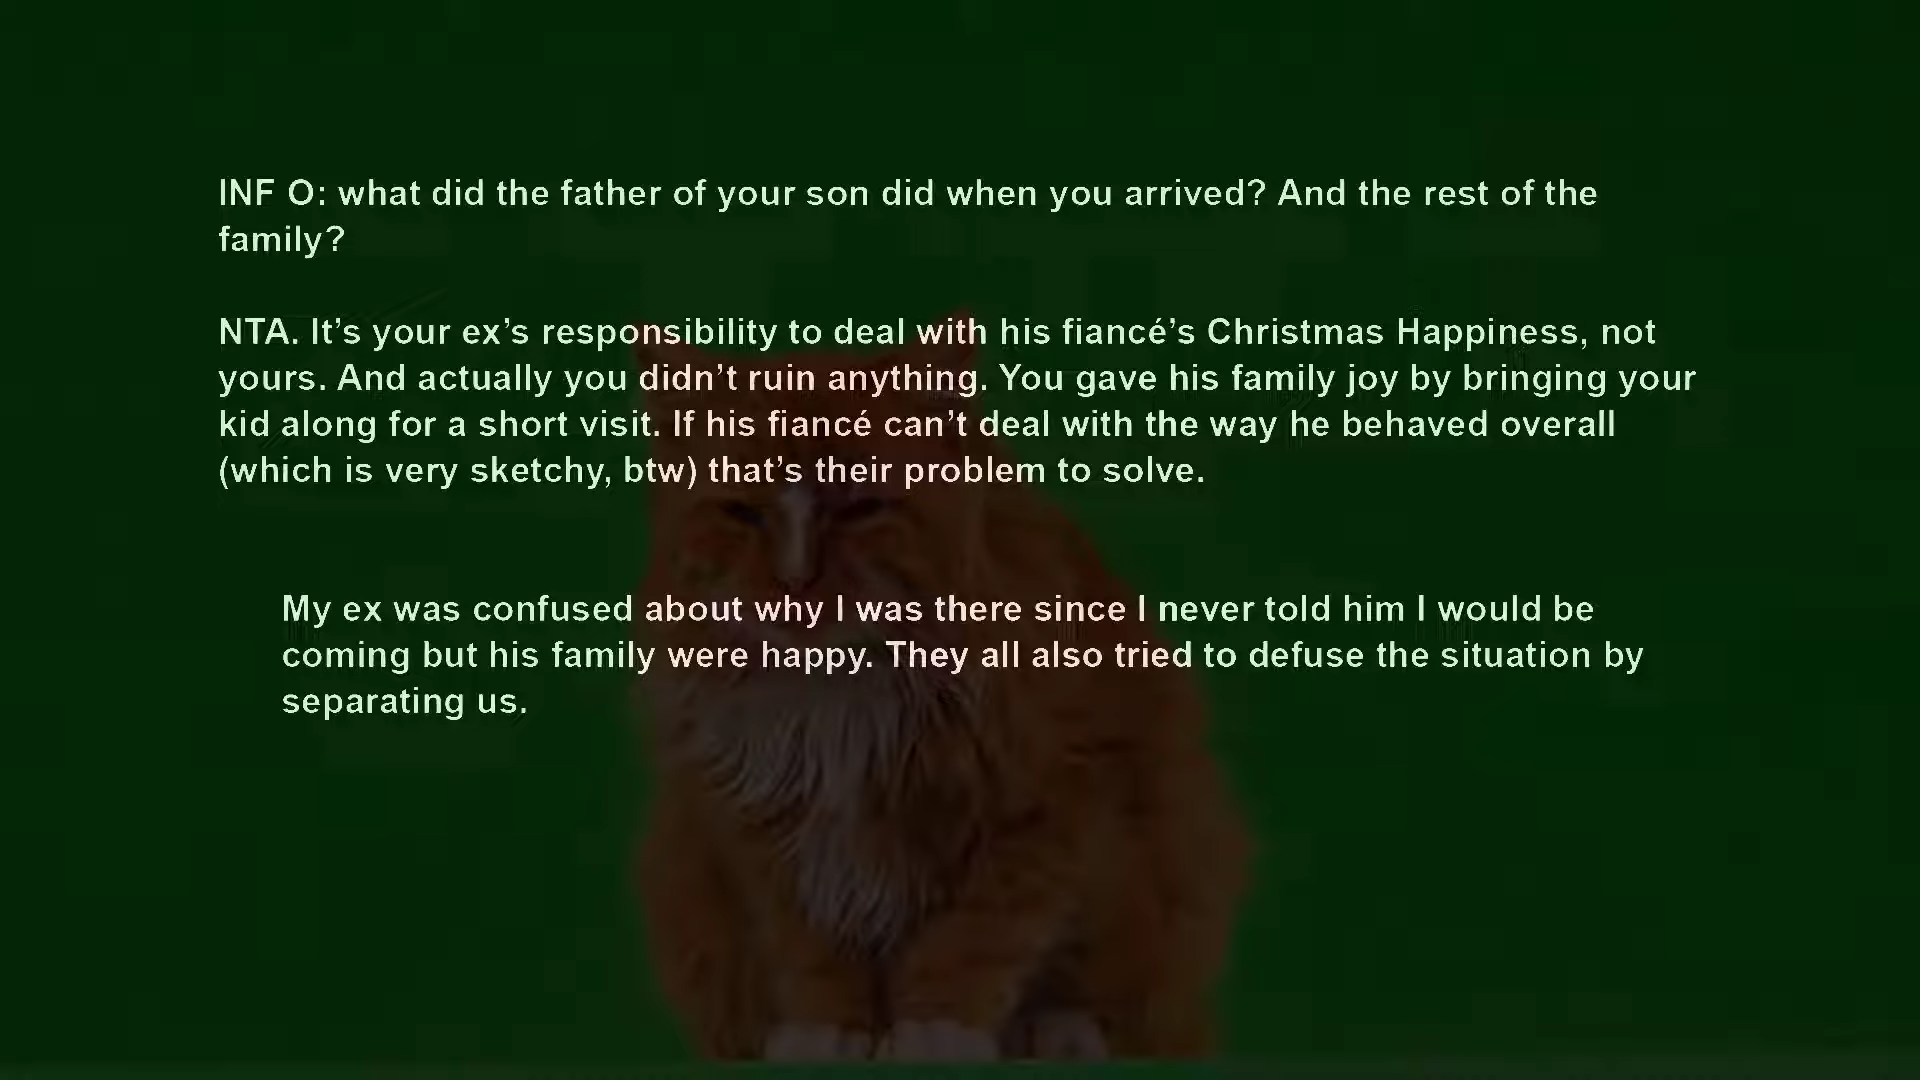 INF O: what did the father of your son did when you arrived? And the rest of the
family?
NTA. It’s your ex’s responsibility to deal with his fiancé’s Christmas Happiness, not
yours. And actually you didn’t ruin anything. You gave his family joy by bringing your
kid along for a short visit. If his fiancé can’t deal with the way he behaved overall
(which is very sketchy, btw) that’s their problem to solve.
My ex was confused about why I was there since I never told him I would be
coming but his family were happy. They all also tried to defuse the situation by
separating us.